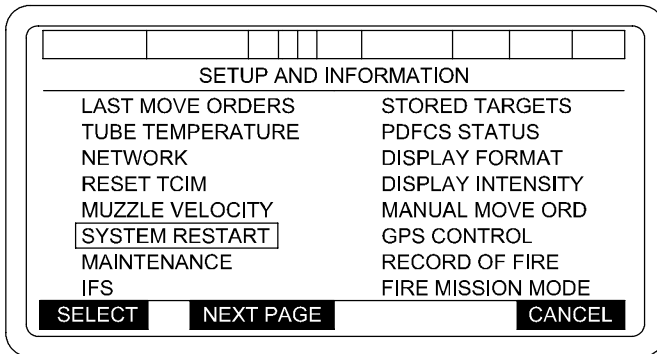 SETUP AND INFORMATION
LAST MOVE ORDERS STORED TARGETS
TUBE TEMPERATURE PDFCS STATUS
NETWORK DISPLAY FORMAT
RESET TCIM DISPLAY INTENSITY
MUZZLE VELOCITY MANUAL MOVE ORD
SYSTEM RESTART GPS CONTROL
MAINTENANCE RECORD OF FIRE
IFS FIRE MISSION MODE
SELECT NEXT PAGE CANCEL